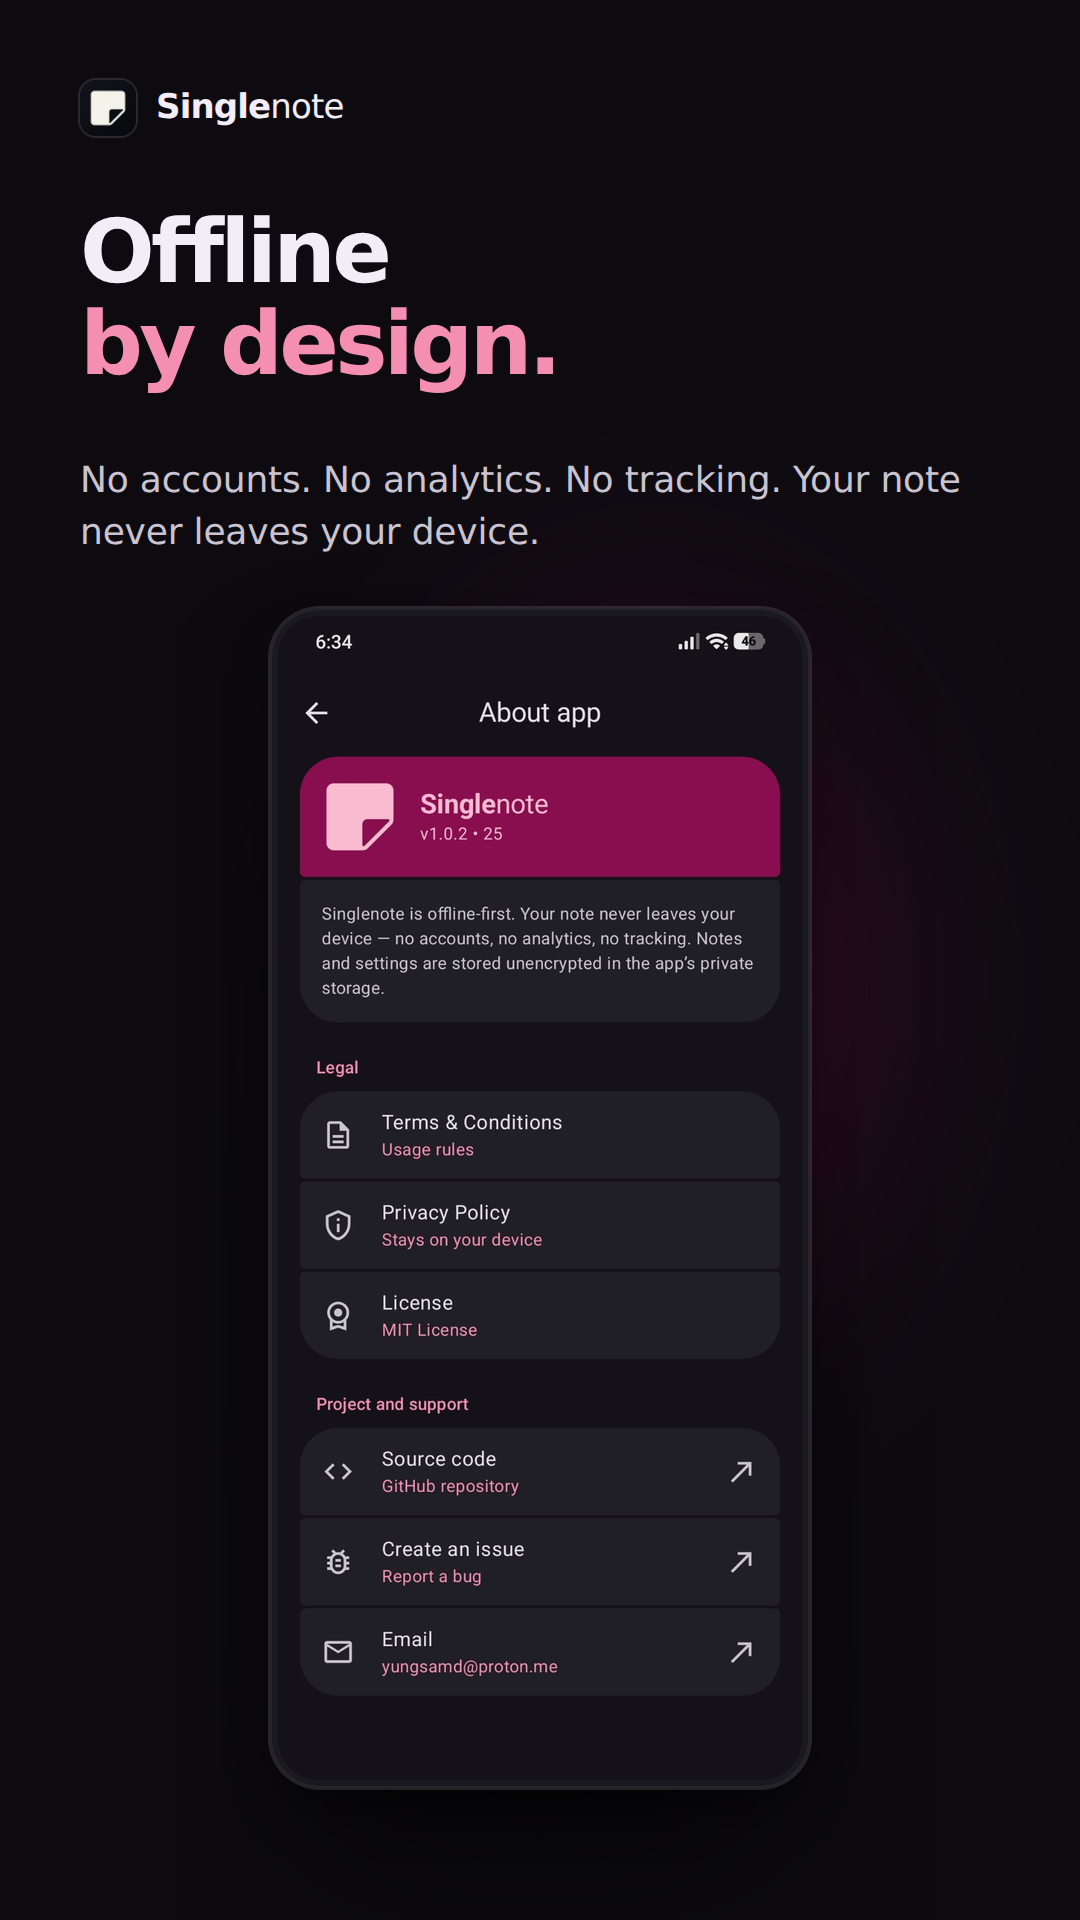 Singlenote
Offline
by design.
No accounts. No analytics. No tracking. Your note
never leaves your device.
6:34
46
About app
Singlenote
v1.0.2 • 25
Singlenote is offline-first. Your note never leaves your
device — no accounts, no analytics, no tracking. Notes
and settings are stored unencrypted in the app’s private
storage.
Legal
Terms & Conditions
Usage rules
Privacy Policy
Stays on your device
License
MIT License
Project and support
Source code
GitHub repository
Create an issue
Report a bug
Email
yungsamd@proton.me